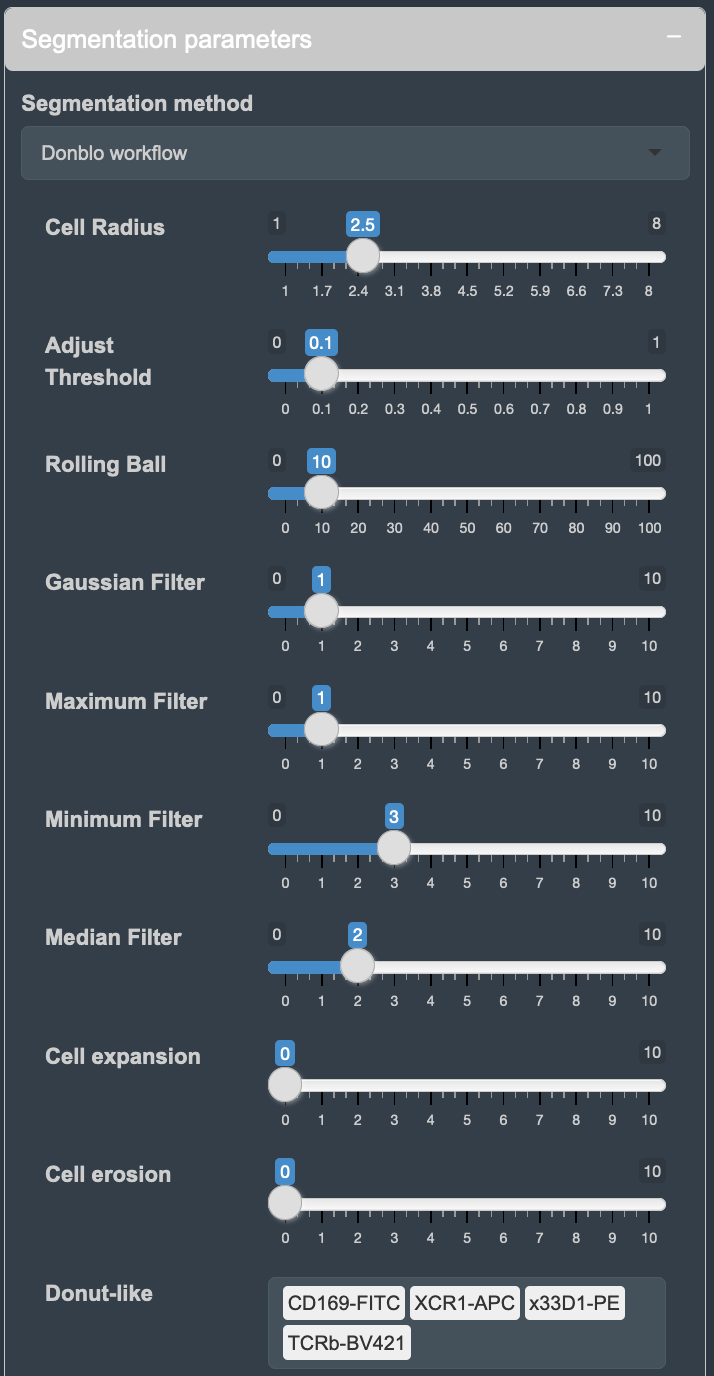 Segmentation parameters −
Segmentation method
Donblo workflow
Cell Radius
1 2.5 8
1 1.7 2.4 3.1 3.8 4.5 5.2 5.9 6.6 7.3 8
Adjust
Threshold
0 0.1 1
0 0.1 0.2 0.3 0.4 0.5 0.6 0.7 0.8 0.9 1
Rolling Ball
0 10 100
0 10 20 30 40 50 60 70 80 90 100
Gaussian Filter
0 1 10
0 1 2 3 4 5 6 7 8 9 10
Maximum Filter
0 1 10
0 1 2 3 4 5 6 7 8 9 10
Minimum Filter
0 3 10
0 1 2 3 4 5 6 7 8 9 10
Median Filter
0 2 10
0 1 2 3 4 5 6 7 8 9 10
Cell expansion
0 10
0 1 2 3 4 5 6 7 8 9 10
Cell erosion
0 10
0 1 2 3 4 5 6 7 8 9 10
Donut-like
CD169-FITC XCR1-APC x33D1-PE
TCRb-BV421